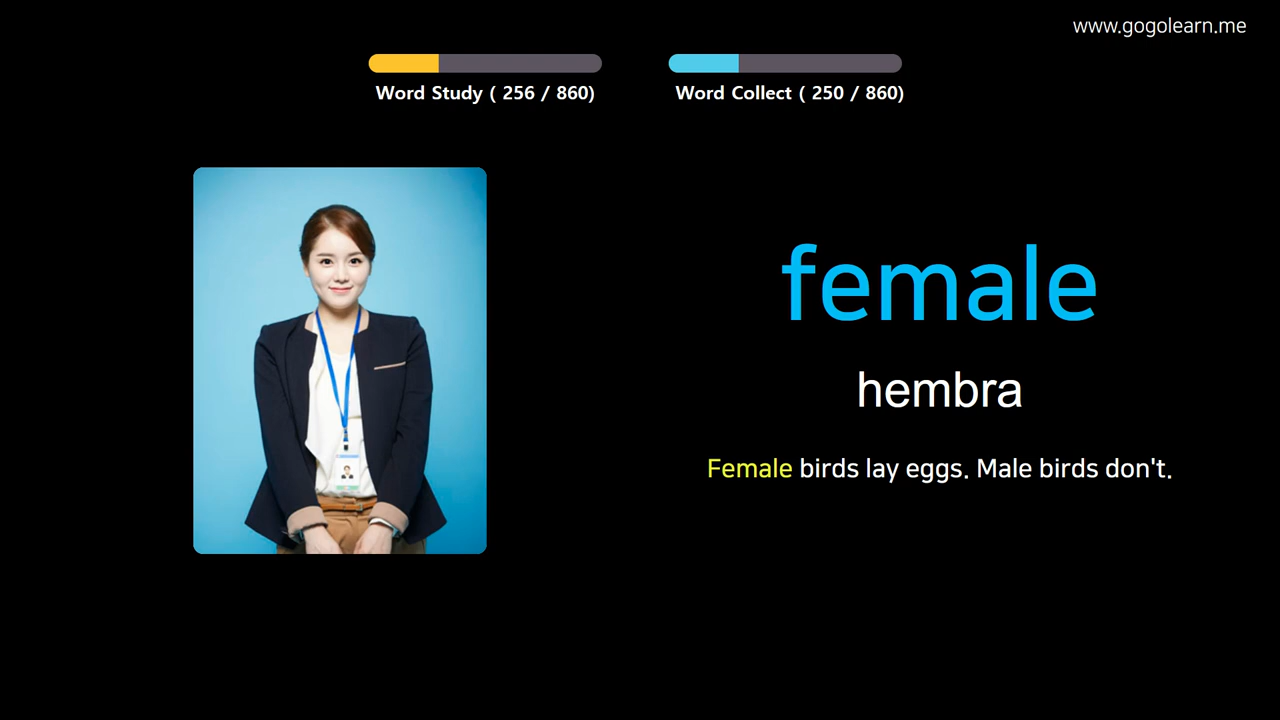 www.gogolearn.me
Word Study ( 256 / 860)
Word Collect ( 250 / 860)
female
hembra
Female birds lay eggs. Male birds don't.